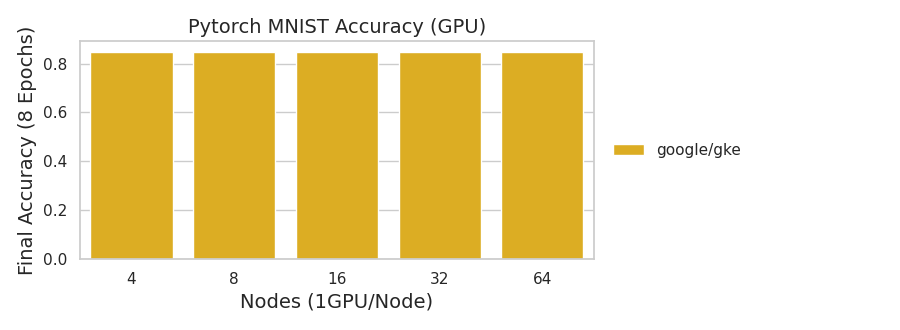 Pytorch MNIST Accuracy (GPU)
Final Accuracy (8 Epochs)
0.8
0.6
0.4
0.2
0.0
4 8 16 32 64
Nodes (1GPU/Node)
google/gke